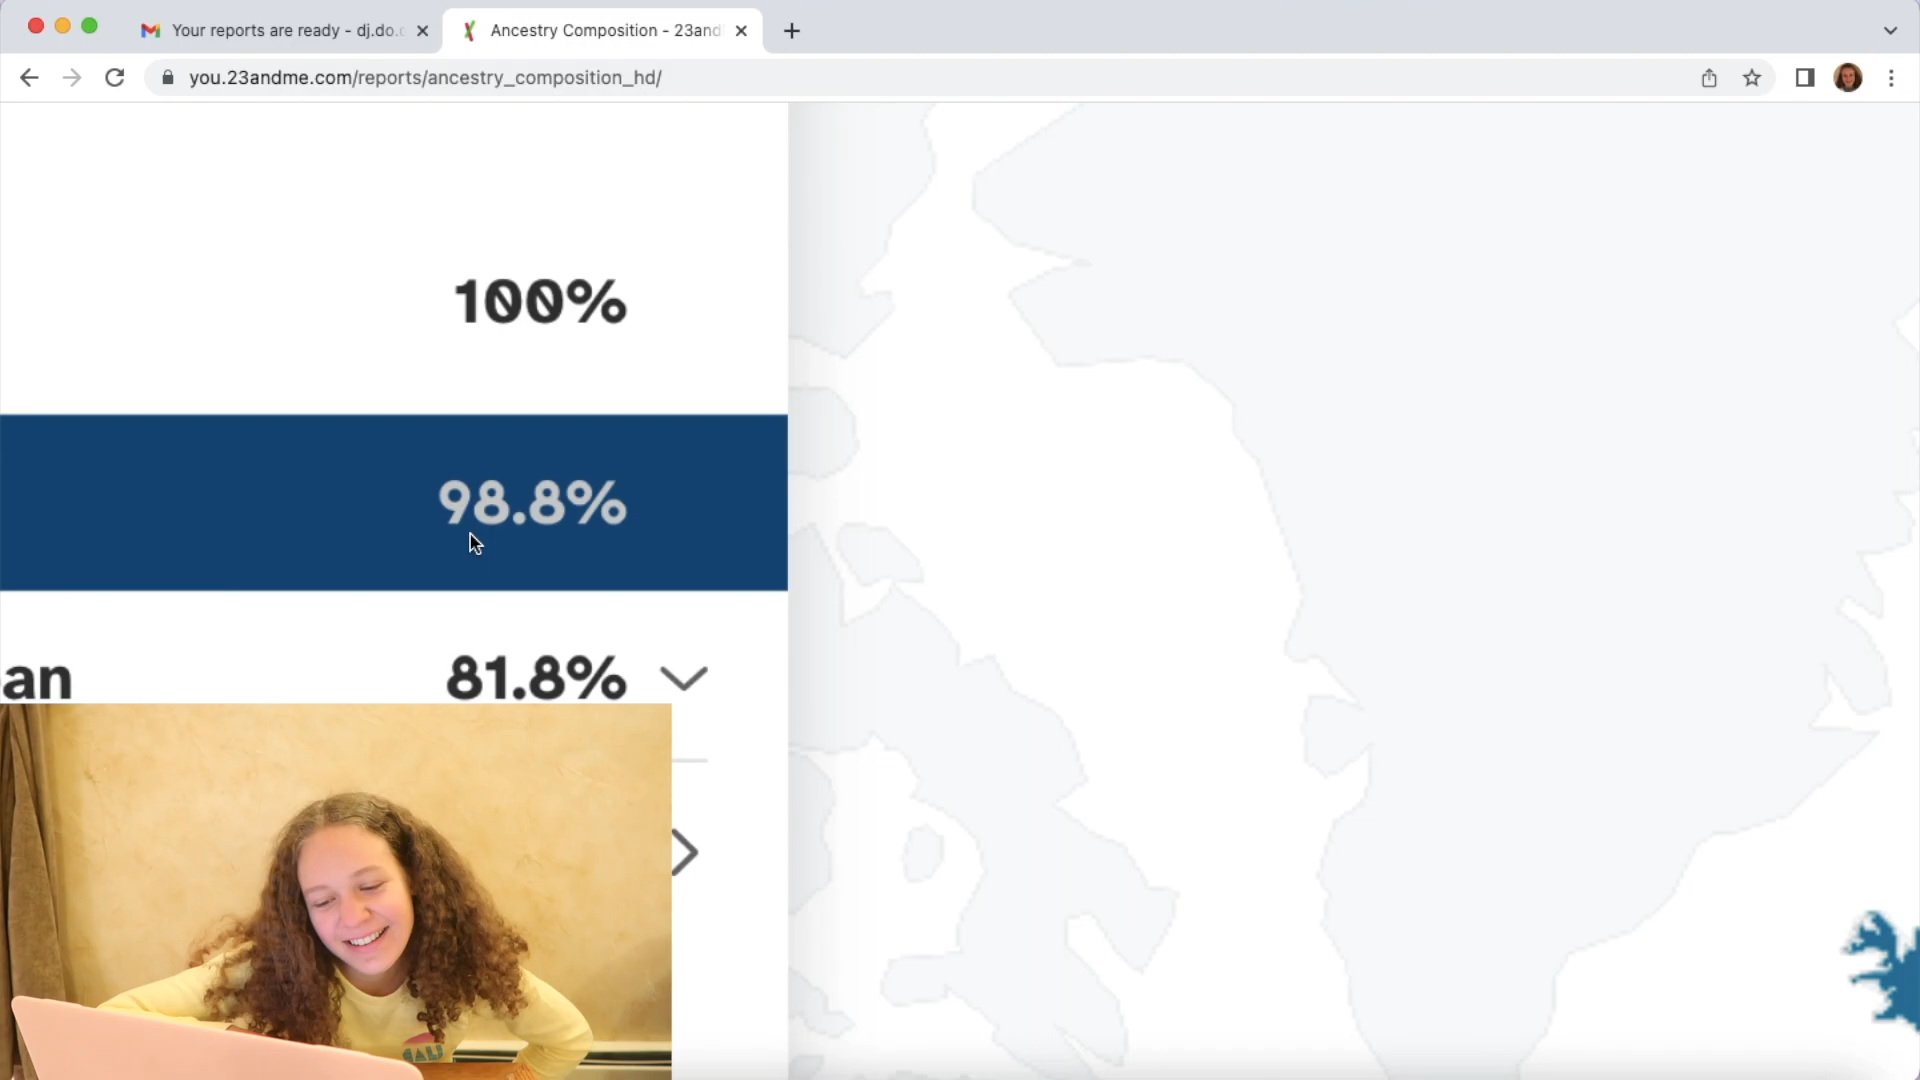 Your reports are ready - dj.do.
Ancestry Composition - 23and
you.23andme.com/reports/ancestry_composition_hd/
100%
98.8%
an 81.8%